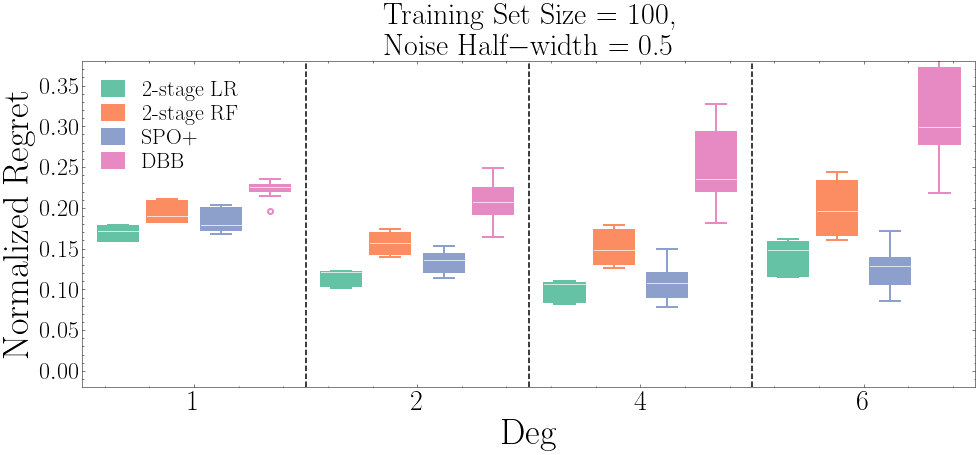 Training Set Size = 100,
Noise Half−width = 0.5
Normalized Regret
0.35
0.30
0.25
0.20
0.15
0.10
0.05
0.00
2-stage LR
2-stage RF
SPO+
DBB
1 2 4 6
Deg